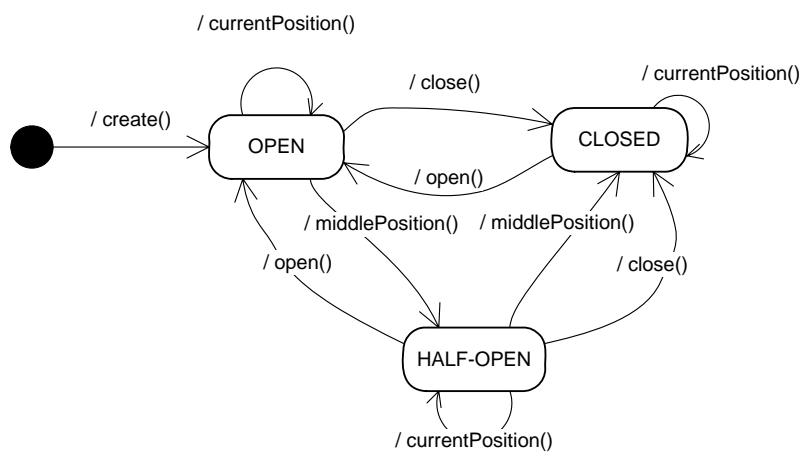 / currentPosition()
/ close()
/ currentPosition()
/ create()
OPEN
CLOSED
/ open()
/ middlePosition()
/ middlePosition()
/ open()
/ close()
HALF-OPEN
/ currentPosition()